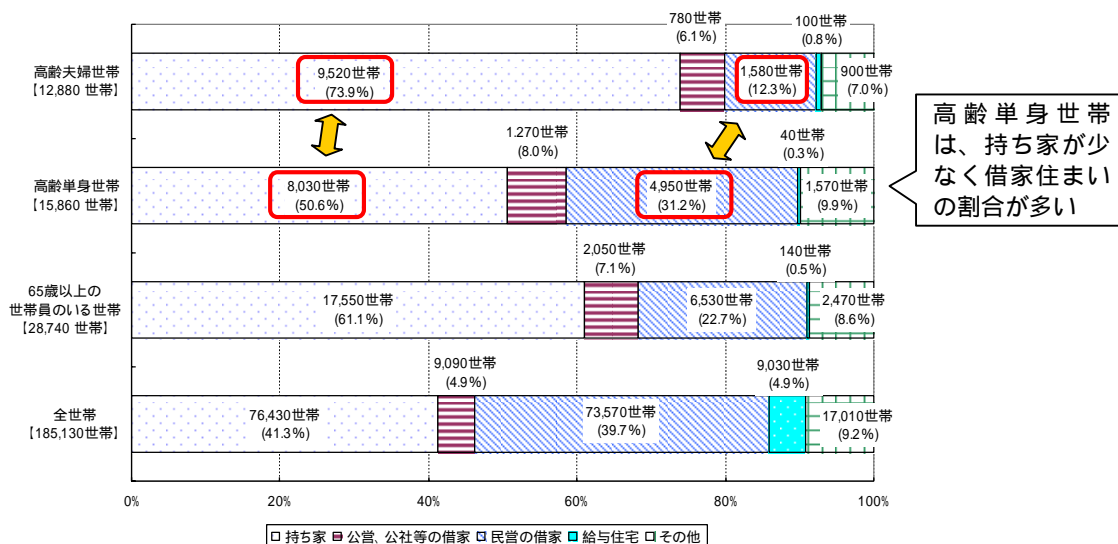 780世帯
(6.1%)
100世帯
(0.8%)
高齢夫婦世帯
【12,880 世帯】
9,520世帯
(73.9%)
1,580世帯
(12.3%)
900世帯
(7.0%)
1.270世帯
(8.0%)
40世帯
(0.3%)
高齢単身世帯
【15,860 世帯】
8,030世帯
(50.6%)
4,950世帯
(31.2%)
1,570世帯
(9.9%)
高齢単身世帯
は、持ち家が少
なく借家住まい
の割合が多い
2,050世帯
(7.1%)
140世帯
(0.5%)
65歳以上の
世帯員のいる世帯
【28,740 世帯】
17,550世帯
(61.1%)
6,530世帯
(22.7%)
2,470世帯
(8.6%)
9,090世帯
(4.9%)
9,030世帯
(4.9%)
全世帯
【185,130世帯】
76,430世帯
(41.3%)
73,570世帯
(39.7%)
17,010世帯
(9.2%)
0% 20% 40% 60% 80% 100%
持ち家 公営、公社等の借家 民営の借家 給与住宅 その他